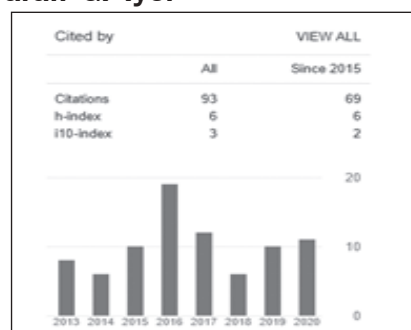 Cited by VIEW ALL
All Since 2015
Citations 93 69
h-index 6 6
i10-index 3 2
20
10
0
2013 2014 2015 2016 2017 2018 2019 2020